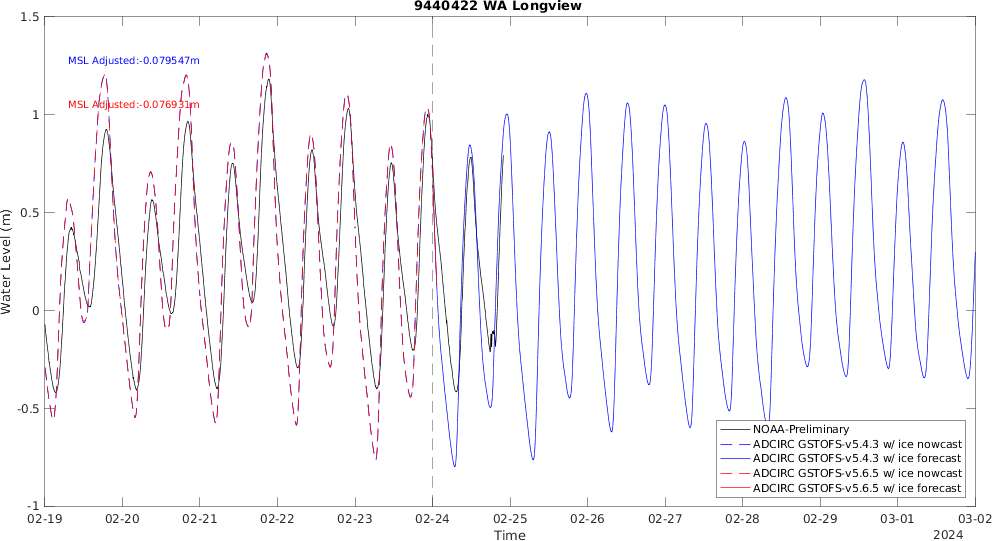 9440422 WA Longview
1.5
MSL Adjusted:-0.079547m
MSL Adjusted:-0.076931m
1
0.5
0
-0.5
-1
Water Level (m)
NOAA-Preliminary
ADCIRC GSTOFS-v5.4.3 w/ ice nowcast
ADCIRC GSTOFS-v5.4.3 w/ ice forecast
ADCIRC GSTOFS-v5.6.5 w/ ice nowcast
ADCIRC GSTOFS-v5.6.5 w/ ice forecast
02-19 02-20 02-21 02-22 02-23 02-24 02-25 02-26 02-27 02-28 02-29 03-01 03-02
Time
2024